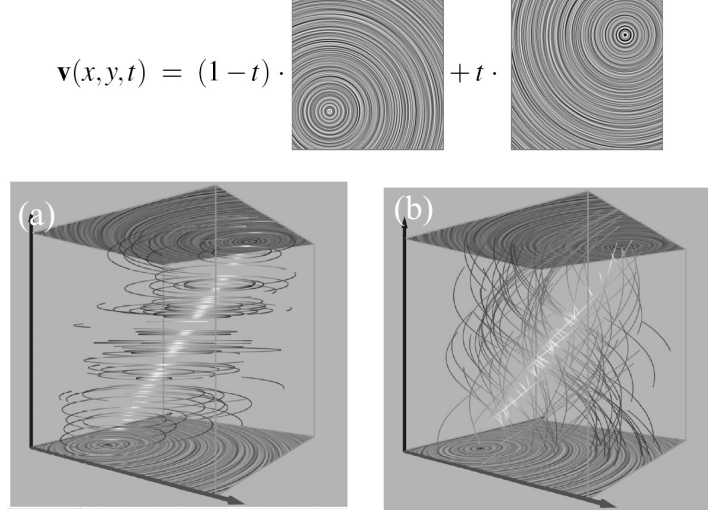 v(x,y,t) = (1−t)· + t·
(a) (b)